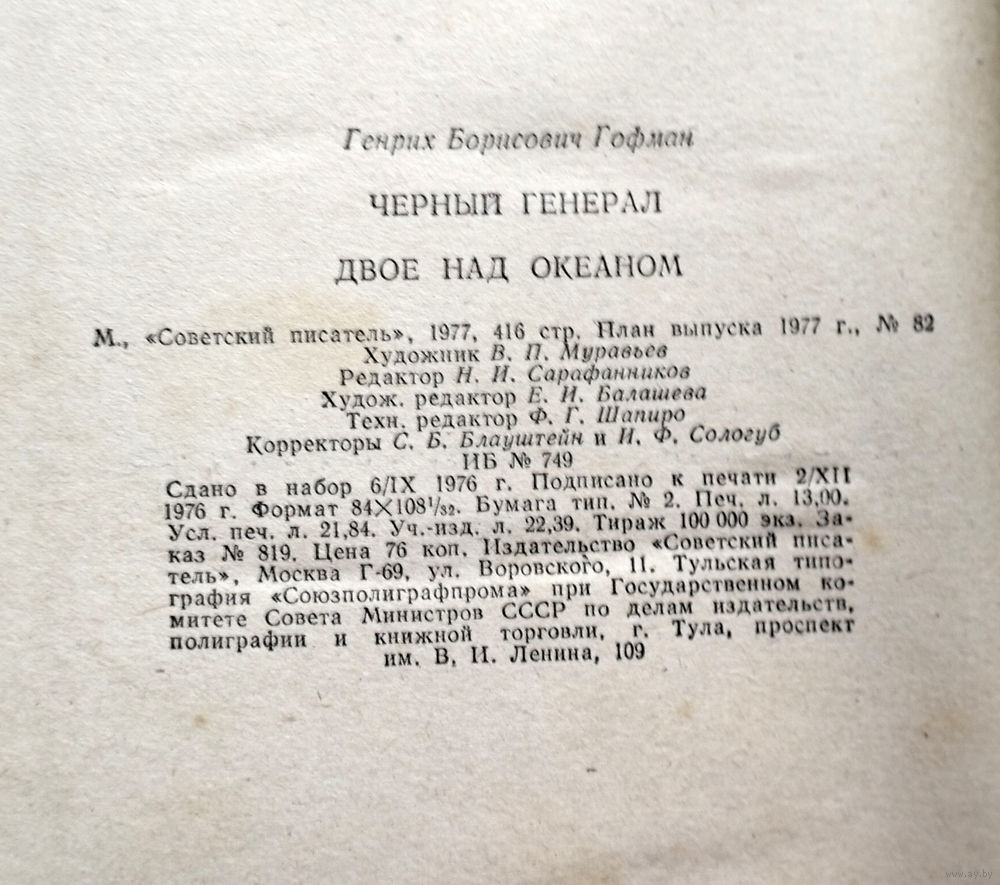 Генрих Борисович Гофман
ЧЕРНЫЙ ГЕНЕРАЛ
ДВОЕ НАД ОКЕАНОМ
М., «Советский писатель», 1977, 416 стр. План выпуска 1977 г., № 82
Художник В. П. Муравьев
Редактор Н. И. Сарафанников
Худож. редактор Е. И. Балашева
Техн. редактор Ф. Г. Шапиро
Корректоры С. Б. Блауштейн и И. Ф. Сологуб
ИБ № 749
Сдано в набор 6/IX 1976 г. Подписано к печати 2/XII
1976 г. Формат 84×108¹/₃₂. Бумага тип. № 2. Печ. л. 13,00.
Усл. печ. л. 21,84. Уч.-изд. л. 22,39. Тираж 100 000 экз. За-
каз № 819. Цена 76 коп. Издательство «Советский писа-
тель», Москва Г-69, ул. Воровского, 11. Тульская типо-
графия «Союзполиграфпрома» при Государственном ко-
митете Совета Министров СССР по делам издательств,
полиграфии и книжной торговли, г. Тула, проспект
им. В. И. Ленина, 109
www.ay.by